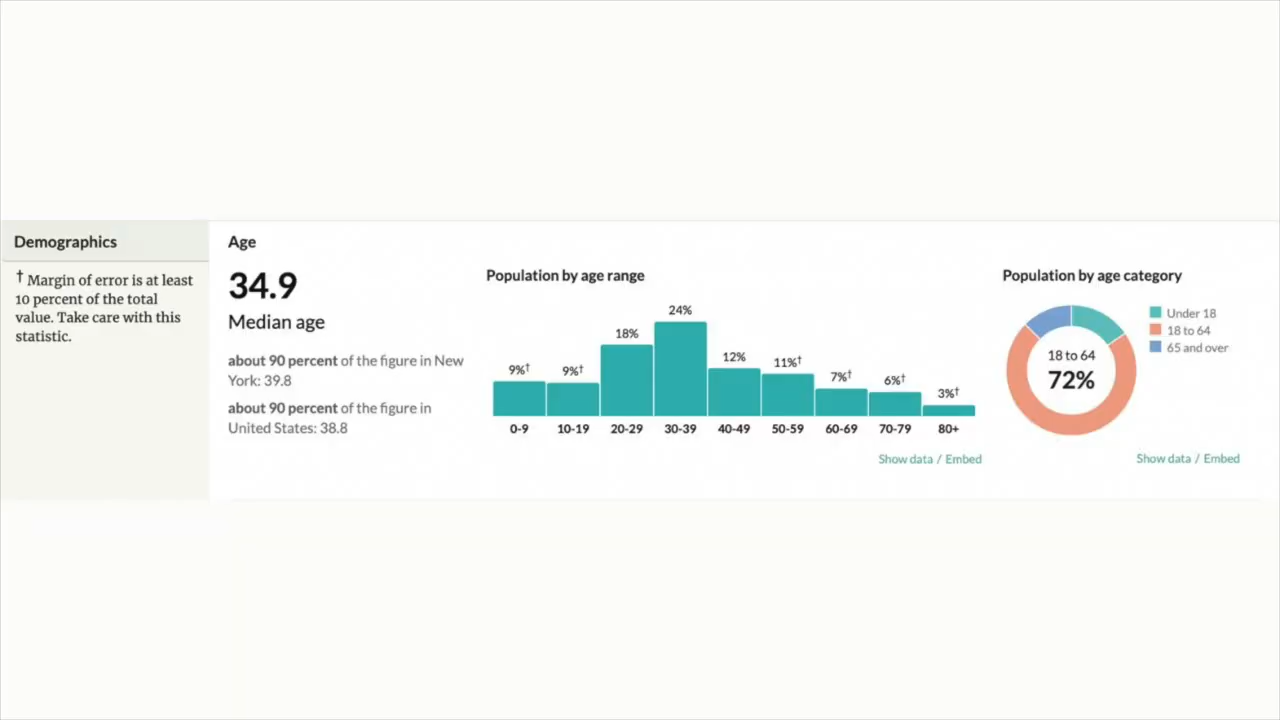 Demographics
† Margin of error is at least
10 percent of the total
value. Take care with this
statistic.
Age
34.9
Median age
about 90 percent of the figure in New
York: 39.8
about 90 percent of the figure in
United States: 38.8
Population by age range
9%† 9%† 18% 24% 12% 11%† 7%† 6%† 3%†
0-9 10-19 20-29 30-39 40-49 50-59 60-69 70-79 80+
Show data / Embed
Population by age category
18 to 64
72%
Under 18
18 to 64
65 and over
Show data / Embed